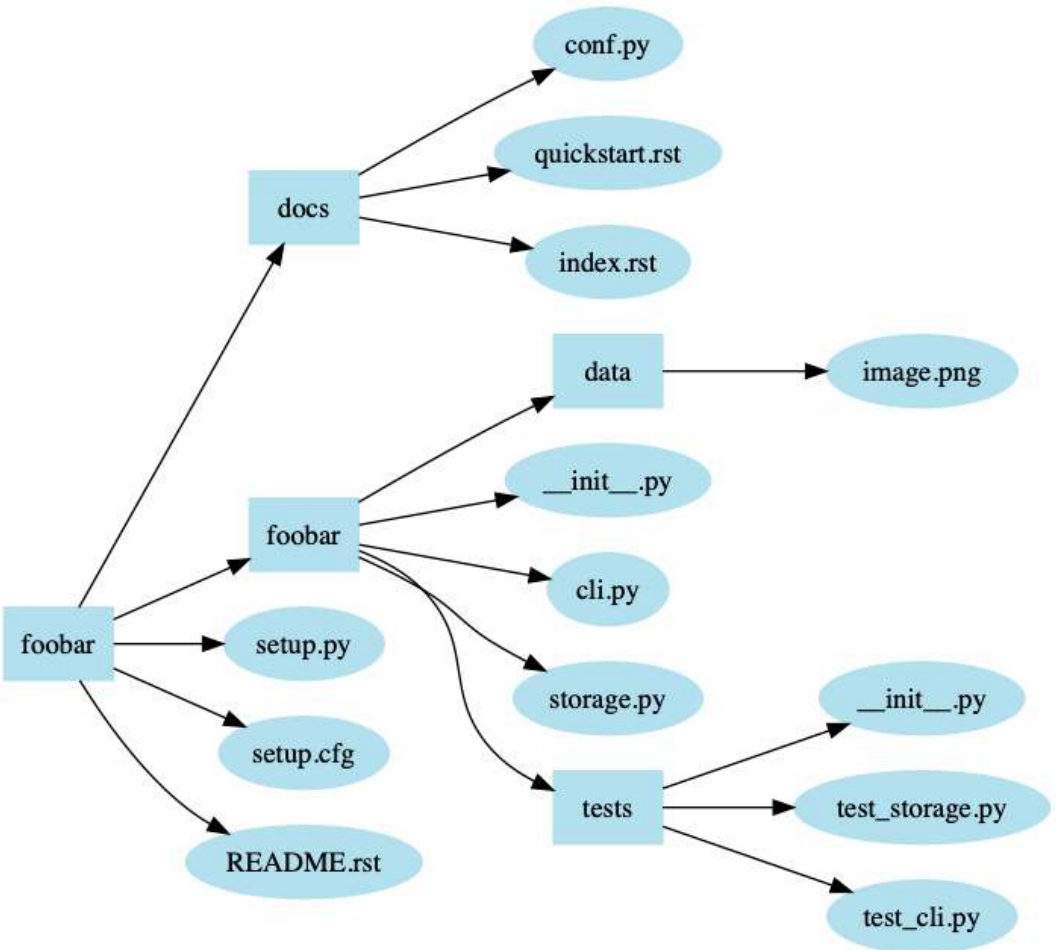 conf.py
quickstart.rst
docs
index.rst
data
image.png
__init__.py
foobar
cli.py
foobar
setup.py
storage.py
__init__.py
setup.cfg
tests
test_storage.py
README.rst
test_cli.py